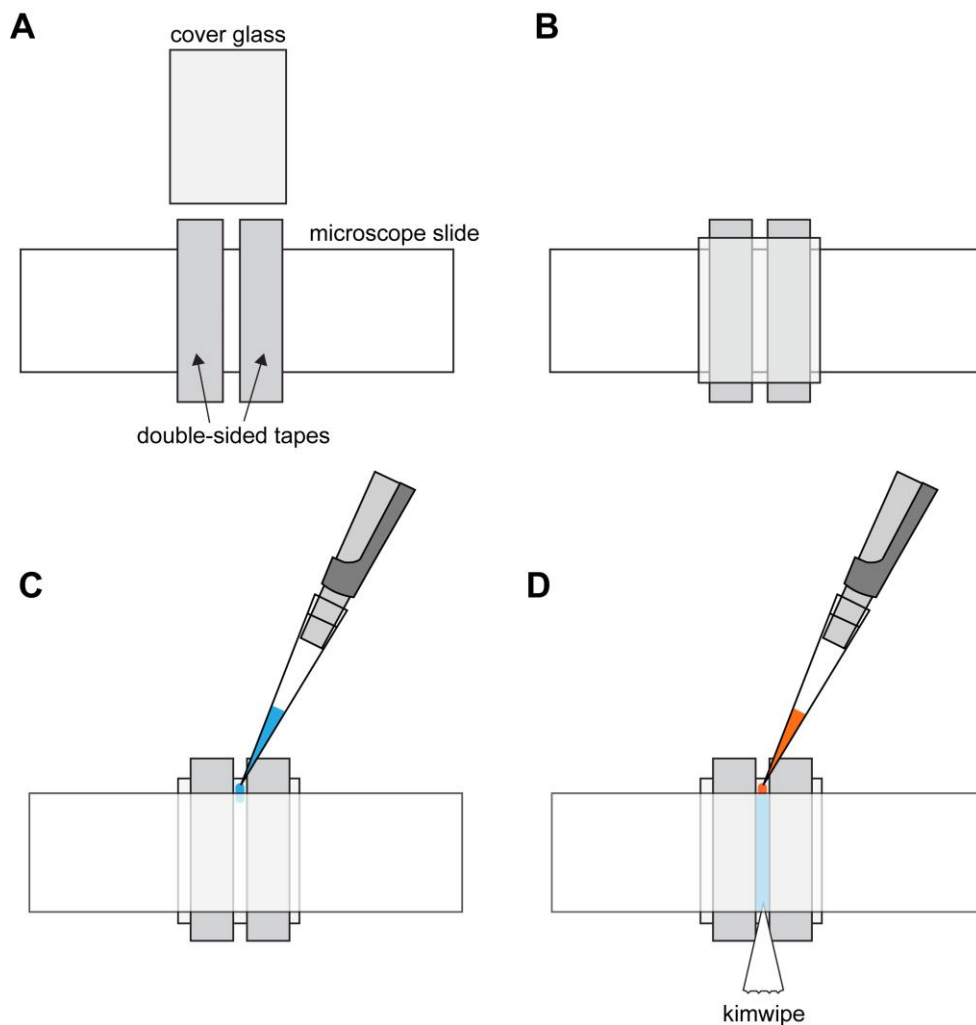 A
cover glass
microscope slide
double-sided tapes
B
C
D
kimwipe